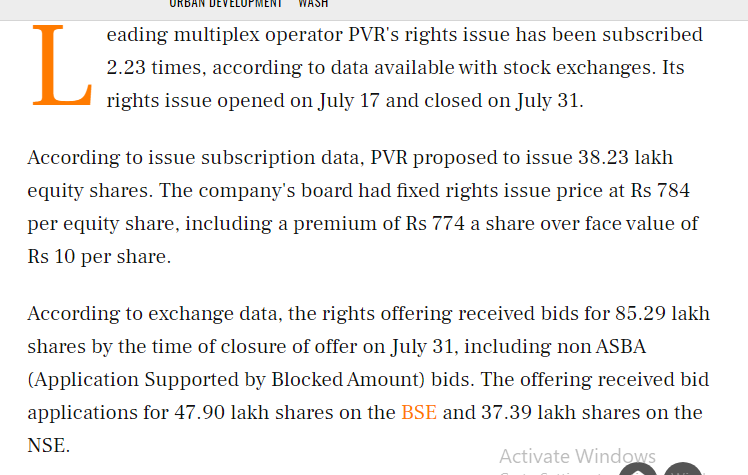 URBAN DEVELOPMENT WASH
Leading multiplex operator PVR's rights issue has been subscribed
2.23 times, according to data available with stock exchanges. Its
rights issue opened on July 17 and closed on July 31.
According to issue subscription data, PVR proposed to issue 38.23 lakh
equity shares. The company's board had fixed rights issue price at Rs 784
per equity share, including a premium of Rs 774 a share over face value of
Rs 10 per share.
According to exchange data, the rights offering received bids for 85.29 lakh
shares by the time of closure of offer on July 31, including non ASBA
(Application Supported by Blocked Amount) bids. The offering received bid
applications for 47.90 lakh shares on the BSE and 37.39 lakh shares on the
NSE.
Activate Windows